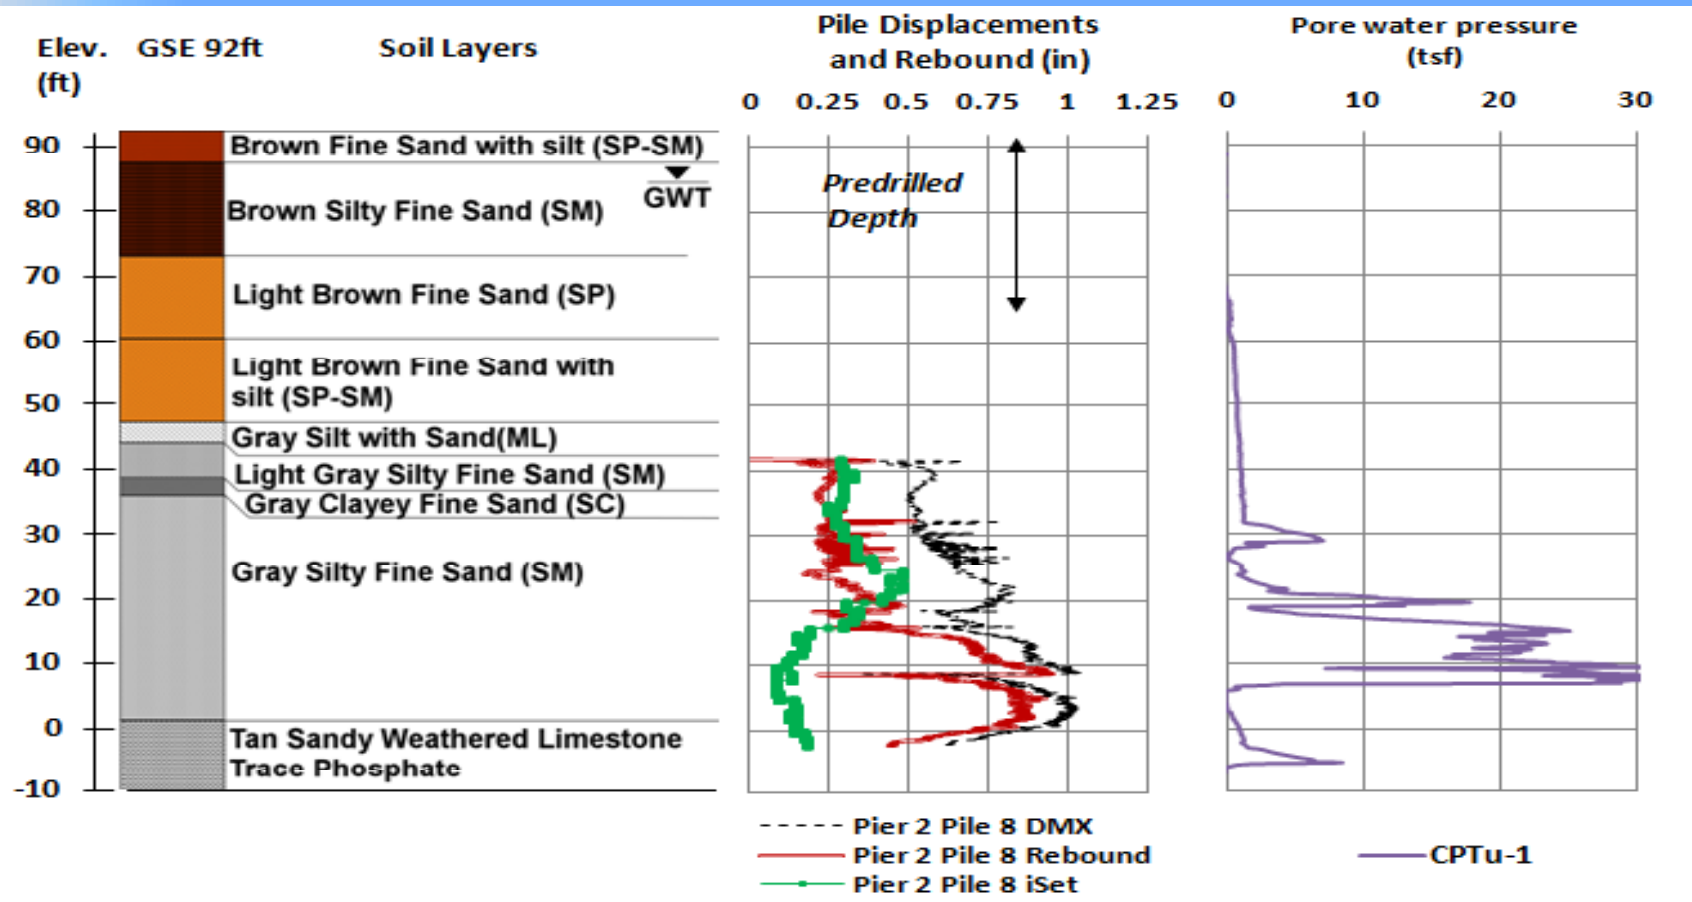 Elev.
(ft)
GSE 92ft
Soil Layers
Pile Displacements
and Rebound (in)
Pore water pressure
(tsf)
0 0.25 0.5 0.75 1 1.25
0 10 20 30
90
80
70
60
50
40
30
20
10
0
-10
Brown Fine Sand with silt (SP-SM)
GWT
Brown Silty Fine Sand (SM)
Light Brown Fine Sand (SP)
Light Brown Fine Sand with
silt (SP-SM)
Gray Silt with Sand(ML)
Light Gray Silty Fine Sand (SM)
Gray Clayey Fine Sand (SC)
Gray Silty Fine Sand (SM)
Tan Sandy Weathered Limestone
Trace Phosphate
Predrilled
Depth
Pier 2 Pile 8 DMX
Pier 2 Pile 8 Rebound
Pier 2 Pile 8 iSet
CPTu-1